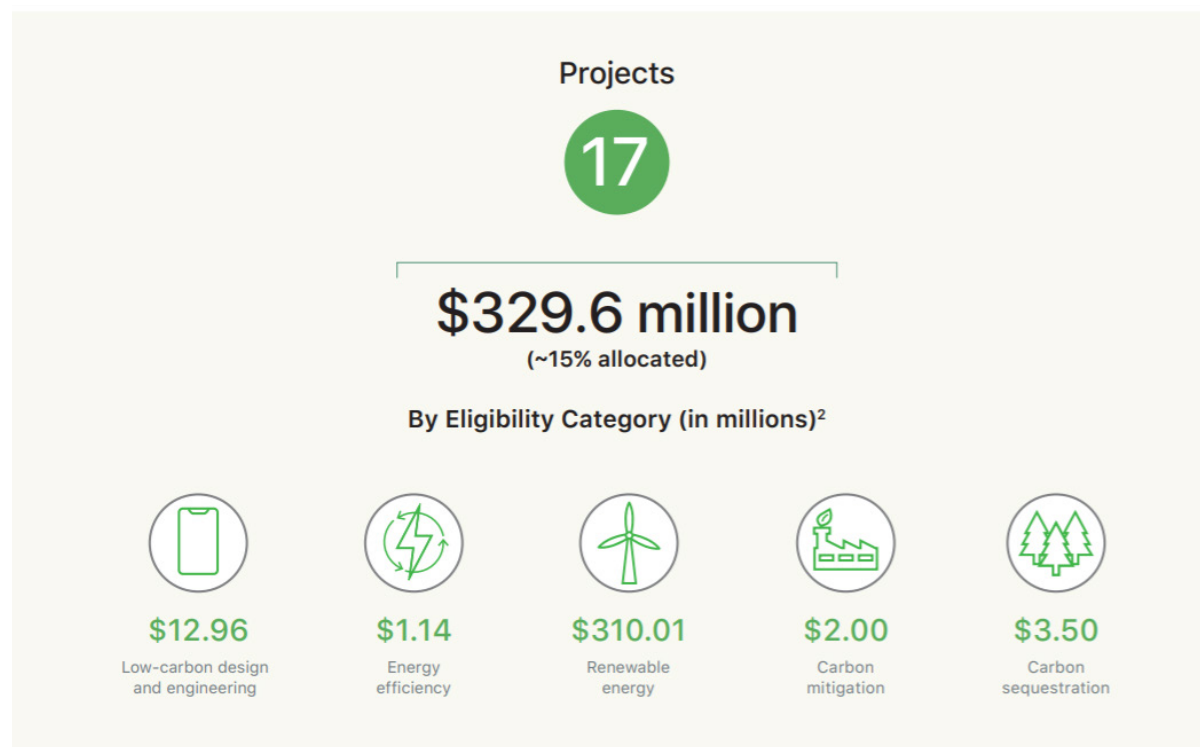 Projects
17
$329.6 million
(~15% allocated)
By Eligibility Category (in millions)²
$12.96
Low-carbon design
and engineering
$1.14
Energy
efficiency
$310.01
Renewable
energy
$2.00
Carbon
mitigation
$3.50
Carbon
sequestration